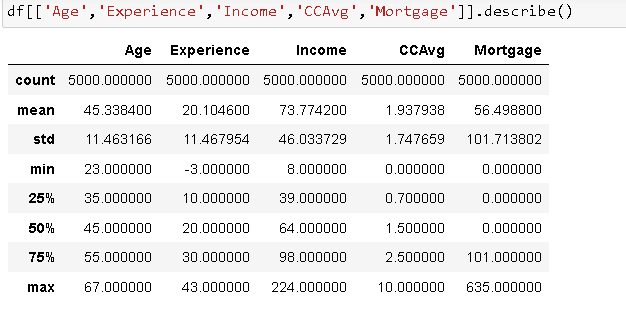 df[['Age','Experience','Income','CCAvg','Mortgage']].describe()
Age Experience Income CCAvg Mortgage
count 5000.000000 5000.000000 5000.000000 5000.000000 5000.000000
mean 45.338400 20.104600 73.774200 1.937938 56.498800
std 11.463166 11.467954 46.033729 1.747659 101.713802
min 23.000000 -3.000000 8.000000 0.000000 0.000000
25% 35.000000 10.000000 39.000000 0.700000 0.000000
50% 45.000000 20.000000 64.000000 1.500000 0.000000
75% 55.000000 30.000000 98.000000 2.500000 101.000000
max 67.000000 43.000000 224.000000 10.000000 635.000000